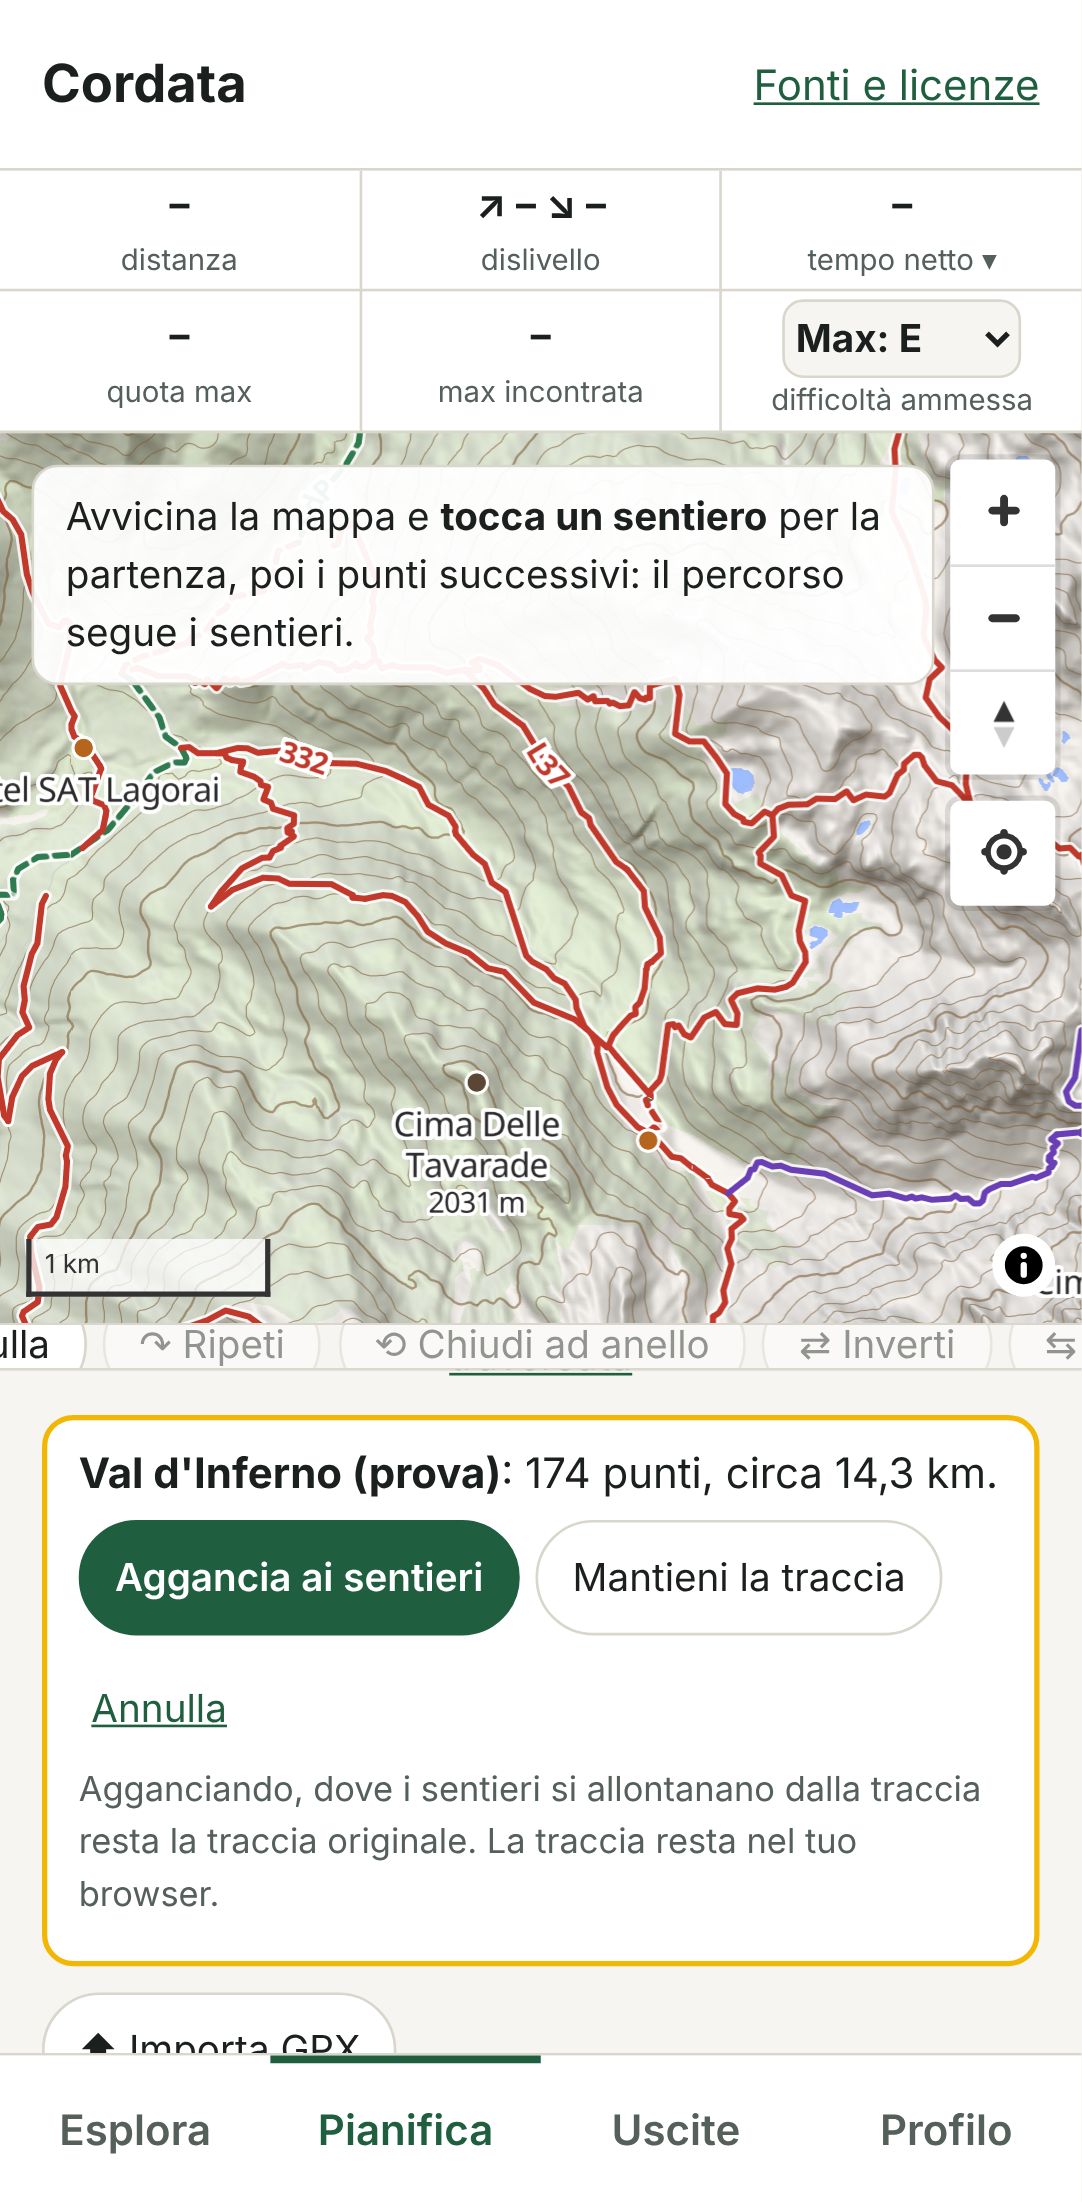 Cordata
Fonti e licenze
–
distanza
↗ – ↘ –
dislivello
–
tempo netto ▾
–
quota max
–
max incontrata
Max: E
difficoltà ammessa
Avvicina la mappa e tocca un sentiero per la
partenza, poi i punti successivi: il percorso
segue i sentieri.
332
L37
tel SAT Lagorai
Cima Delle
Tavarade
2031 m
1 km
Cim
ulla
↷ Ripeti
⟲ Chiudi ad anello
⇄ Inverti
⇆
Val d'Inferno (prova): 174 punti, circa 14,3 km.
Aggancia ai sentieri
Mantieni la traccia
Annulla
Agganciando, dove i sentieri si allontanano dalla traccia
resta la traccia originale. La traccia resta nel tuo
browser.
Importa GPX
Esplora
Pianifica
Uscite
Profilo